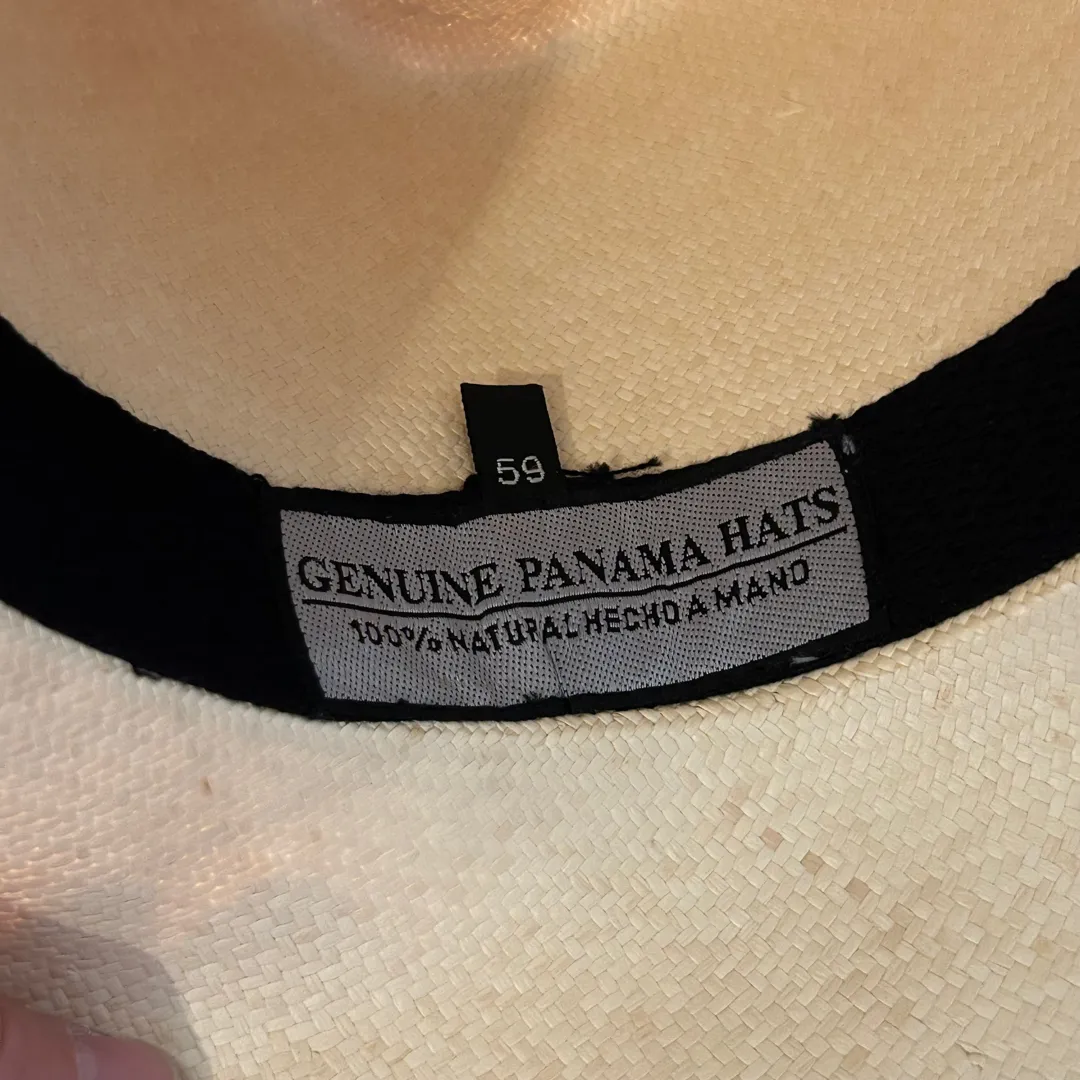 59
GENUINE PANAMA HATS
100% NATURAL HECHO A MANO